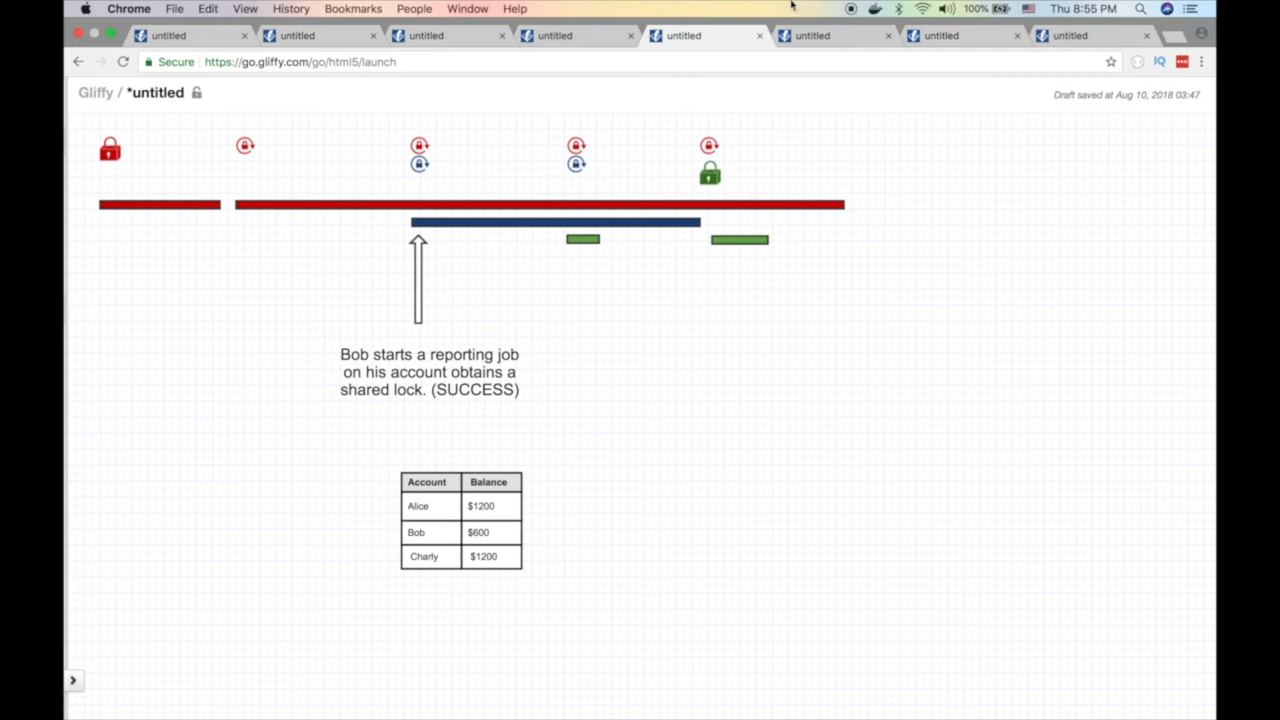 Chrome File Edit View History Bookmarks People Window Help 100% Thu 8:55 PM
untitled untitled untitled untitled untitled untitled untitled untitled
Secure https://go.gliffy.com/go/html5/launch IQ
Gliffy / *untitled
Draft saved at Aug 10, 2018 03:47
Bob starts a reporting job
on his account obtains a
shared lock. (SUCCESS)
Account Balance
Alice $1200
Bob $600
Charly $1200